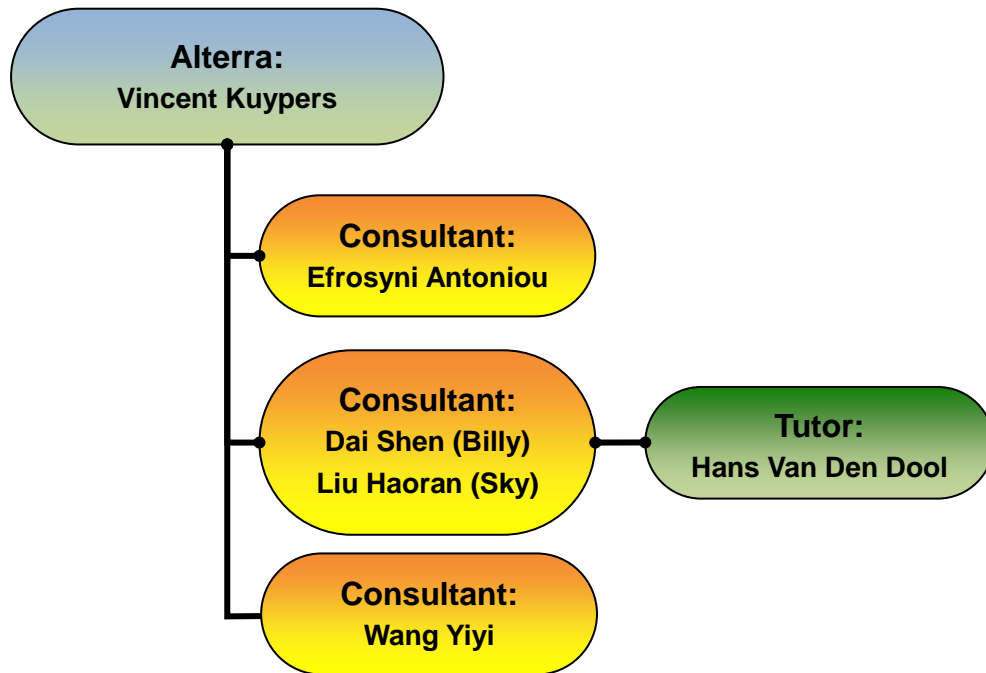 Alterra:
Vincent Kuypers
Consultant:
Efrosyni Antoniou
Consultant:
Dai Shen (Billy)
Liu Haoran (Sky)
Tutor:
Hans Van Den Dool
Consultant:
Wang Yiyi